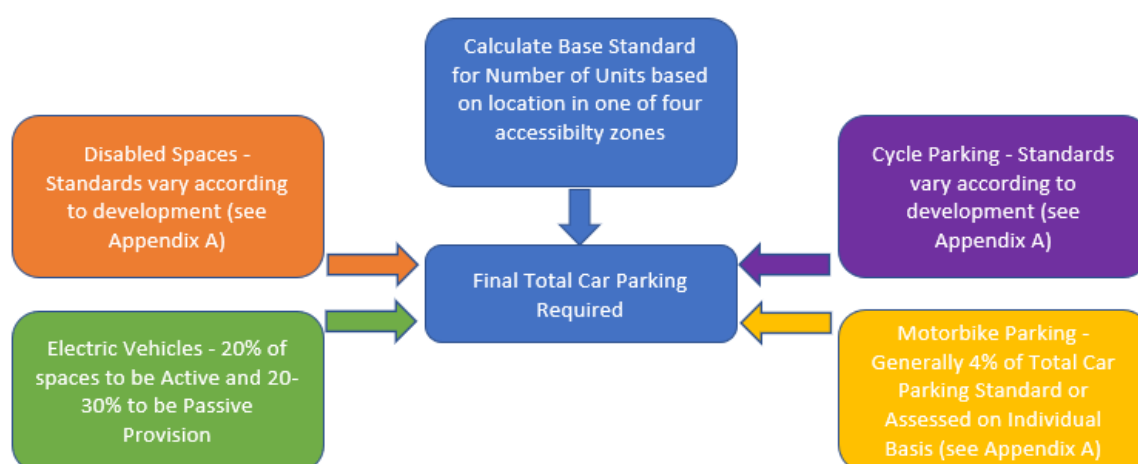 Calculate Base Standard
for Number of Units based
on location in one of four
accessibilty zones
Disabled Spaces -
Standards vary according
to development (see
Appendix A)
Cycle Parking - Standards
vary according to
development (see
Appendix A)
Final Total Car Parking
Required
Electric Vehicles - 20% of
spaces to be Active and 20-
30% to be Passive
Provision
Motorbike Parking -
Generally 4% of Total Car
Parking Standard or
Assessed on Individual
Basis (see Appendix A)